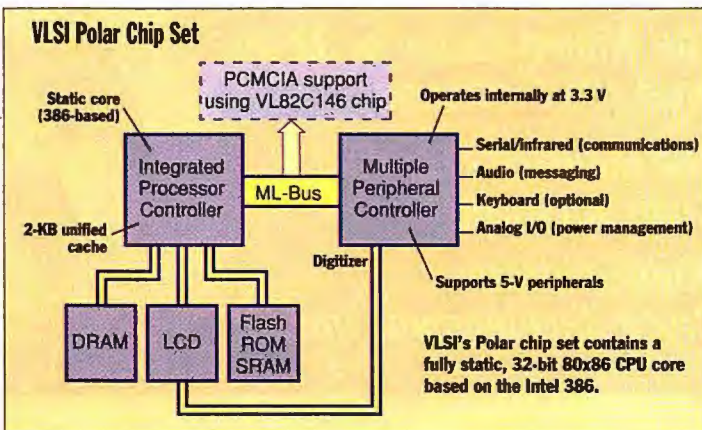 VLSI Polar Chip Set
PCMCIA support
using VL82C146 chip
Static core
(386-based)
Operates internally at 3.3 V
Integrated
Processor
Controller
ML-Bus
Multiple
Peripheral
Controller
Serial/infrared (communications)
Audio (messaging)
Keyboard (optional)
Analog I/O (power management)
2-KB unified
cache
Digitizer
Supports 5-V peripherals
DRAM
LCD
Flash
ROM
SRAM
VLSI's Polar chip set contains a
fully static, 32-bit 80x86 CPU core
based on the Intel 386.